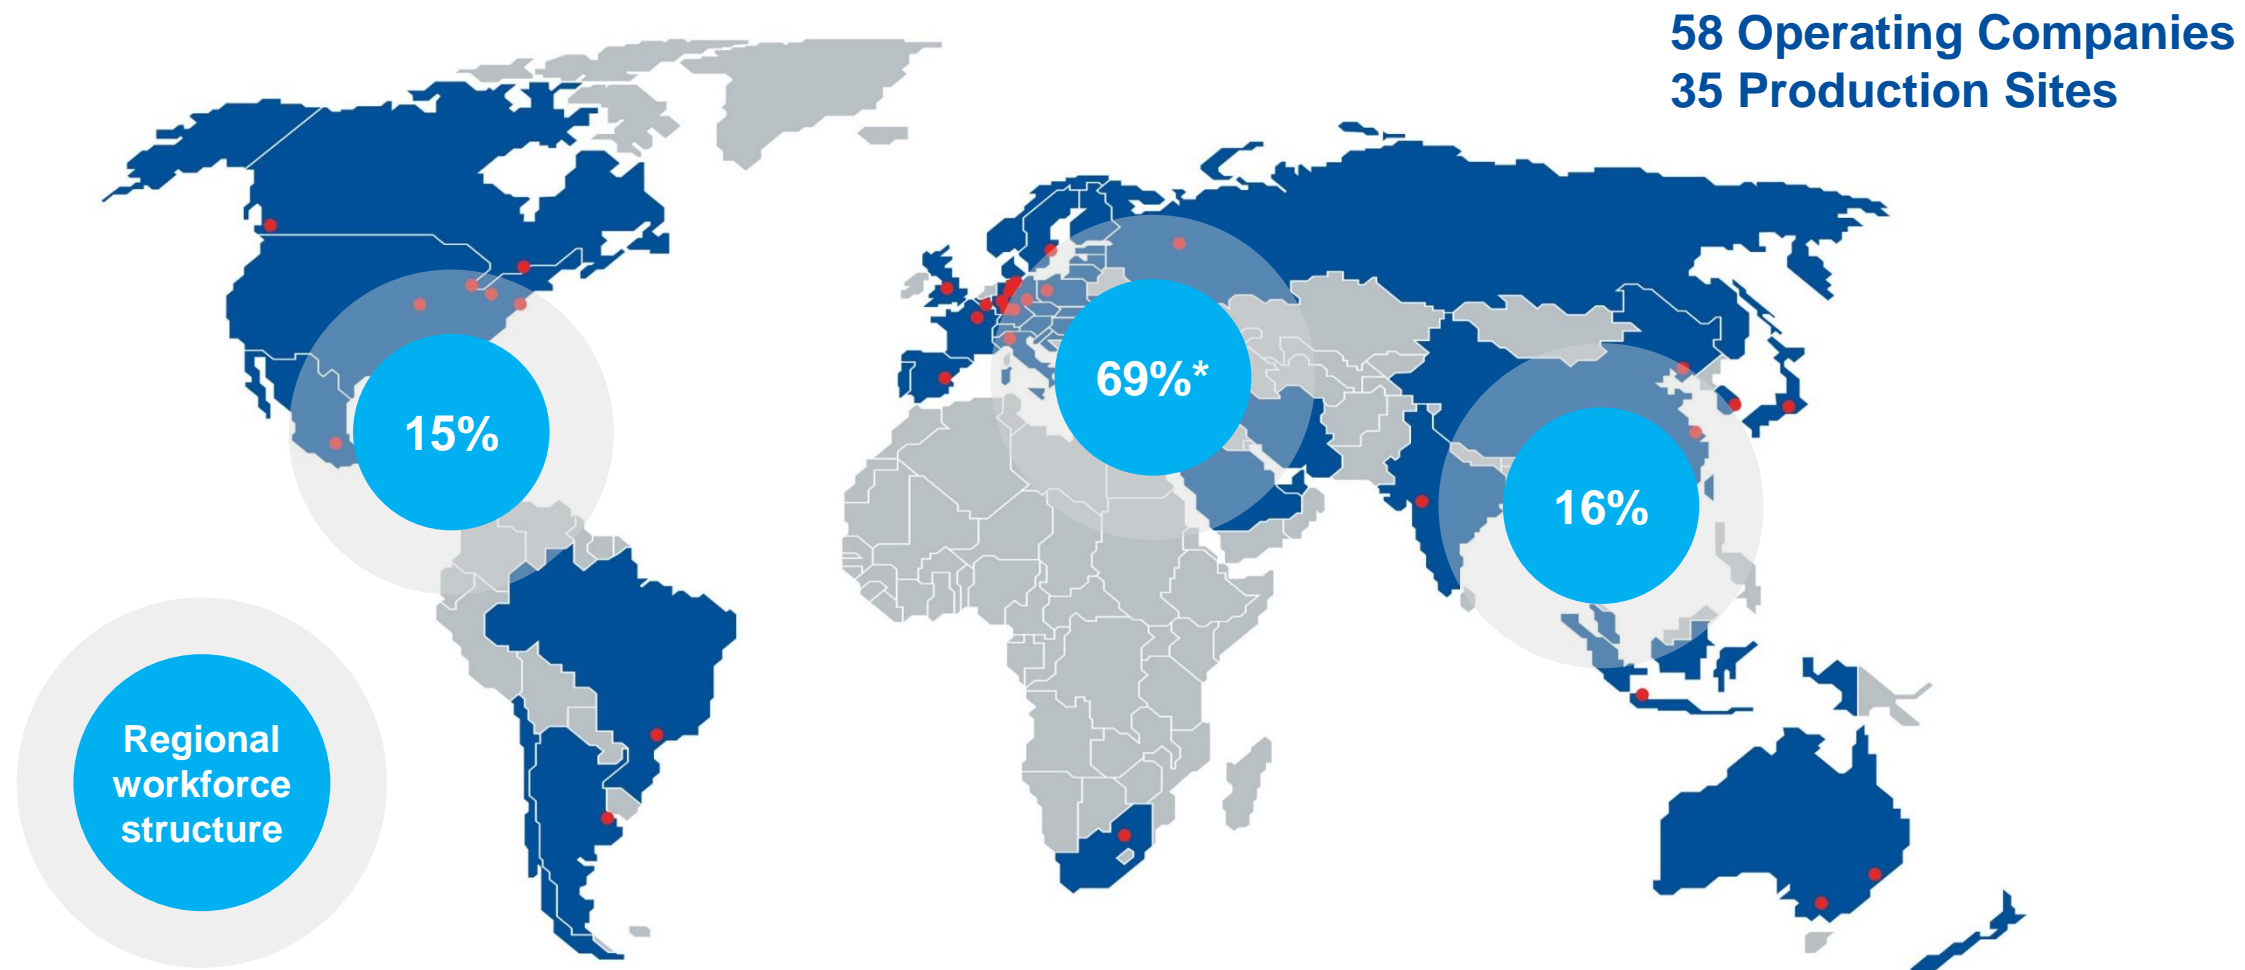 58 Operating Companies
35 Production Sites
15%
69%*
16%
Regional
workforce
structure